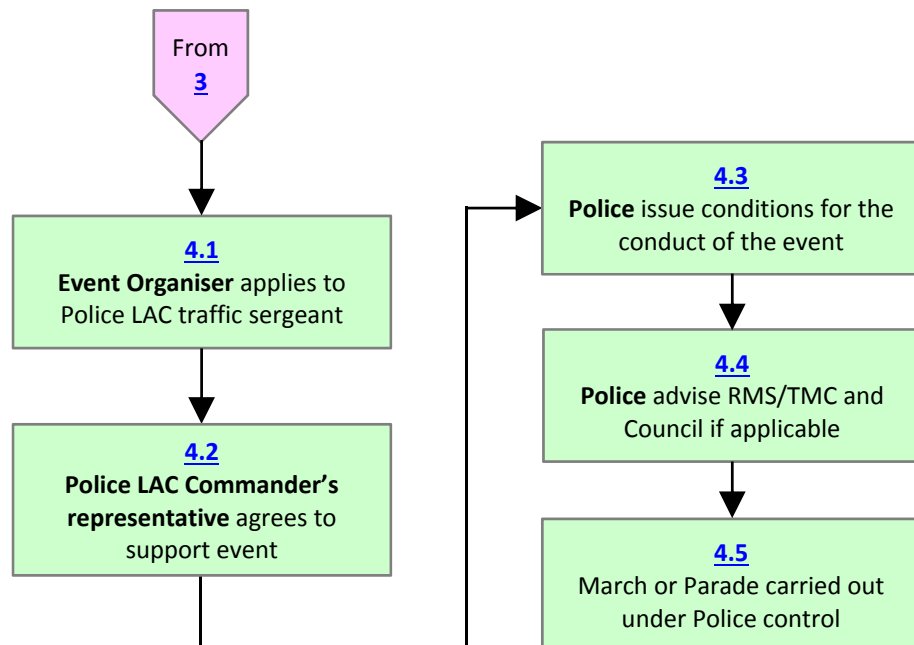 From
3
4.1
Event Organiser applies to
Police LAC traffic sergeant
4.2
Police LAC Commander’s
representative agrees to
support event
4.3
Police issue conditions for the
conduct of the event
4.4
Police advise RMS/TMC and
Council if applicable
4.5
March or Parade carried out
under Police control